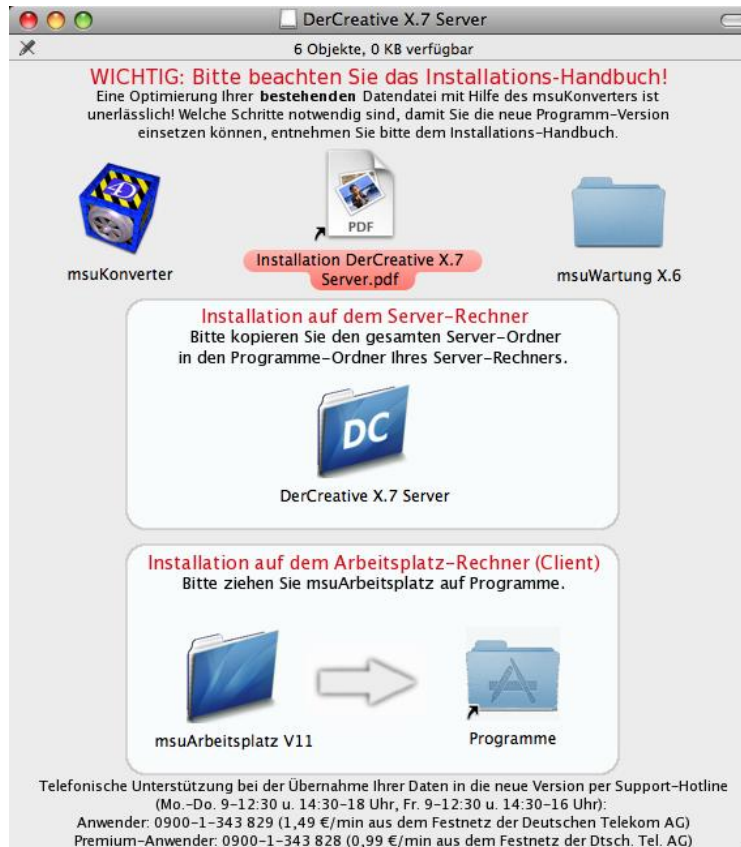 DerCreative X.7 Server
6 Objekte, 0 KB verfügbar
WICHTIG: Bitte beachten Sie das Installations-Handbuch!
Eine Optimierung Ihrer bestehenden Datendatei mit Hilfe des msuKonverters ist
unerlässlich! Welche Schritte notwendig sind, damit Sie die neue Programm-Version
einsetzen können, entnehmen Sie bitte dem Installations-Handbuch.
4D
PDF
msuKonverter
Installation DerCreative X.7
Server.pdf
msuWartung X.6
Installation auf dem Server-Rechner
Bitte kopieren Sie den gesamten Server-Ordner
in den Programme-Ordner Ihres Server-Rechners.
DC
DerCreative X.7 Server
Installation auf dem Arbeitsplatz-Rechner (Client)
Bitte ziehen Sie msuArbeitsplatz auf Programme.
msuArbeitsplatz V11
Programme
Telefonische Unterstützung bei der Übernahme Ihrer Daten in die neue Version per Support-Hotline
(Mo.-Do. 9-12:30 u. 14:30-18 Uhr, Fr. 9-12:30 u. 14:30-16 Uhr):
Anwender: 0900-1-343 829 (1,49 €/min aus dem Festnetz der Deutschen Telekom AG)
Premium-Anwender: 0900-1-343 828 (0,99 €/min aus dem Festnetz der Dtsch. Tel. AG)